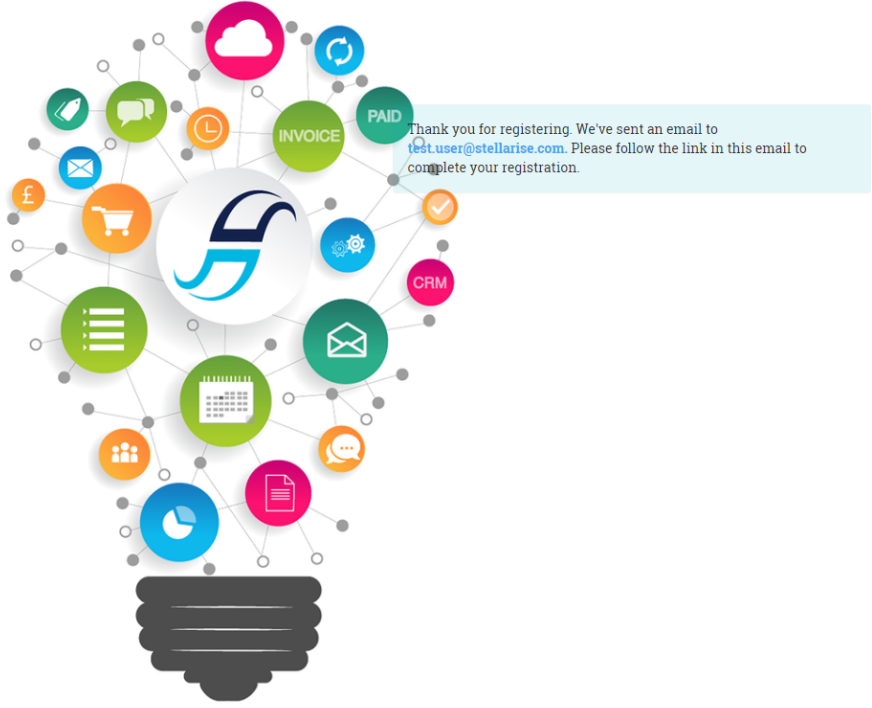 PAID
INVOICE
Thank you for registering. We've sent an email to
test.user@stellarise.com. Please follow the link in this email to
complete your registration.
£
CRM